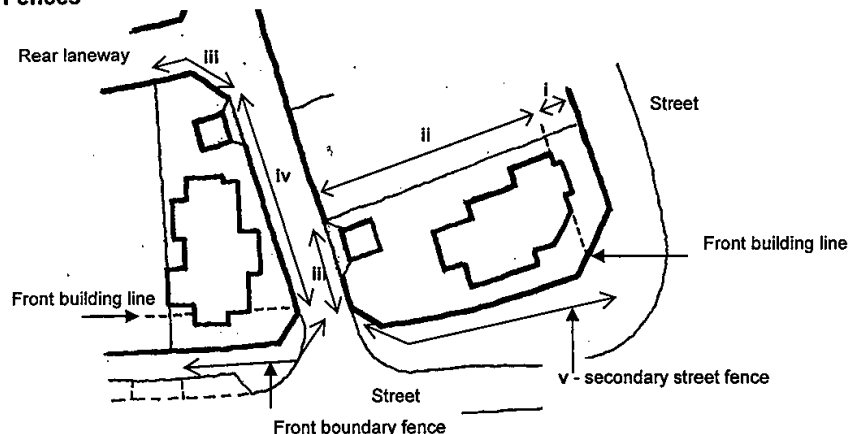 Fences
Rear laneway
iii
i
Street
ii
iv
Front building line
iii
Front building line
v - secondary street fence
Street
Front boundary fence